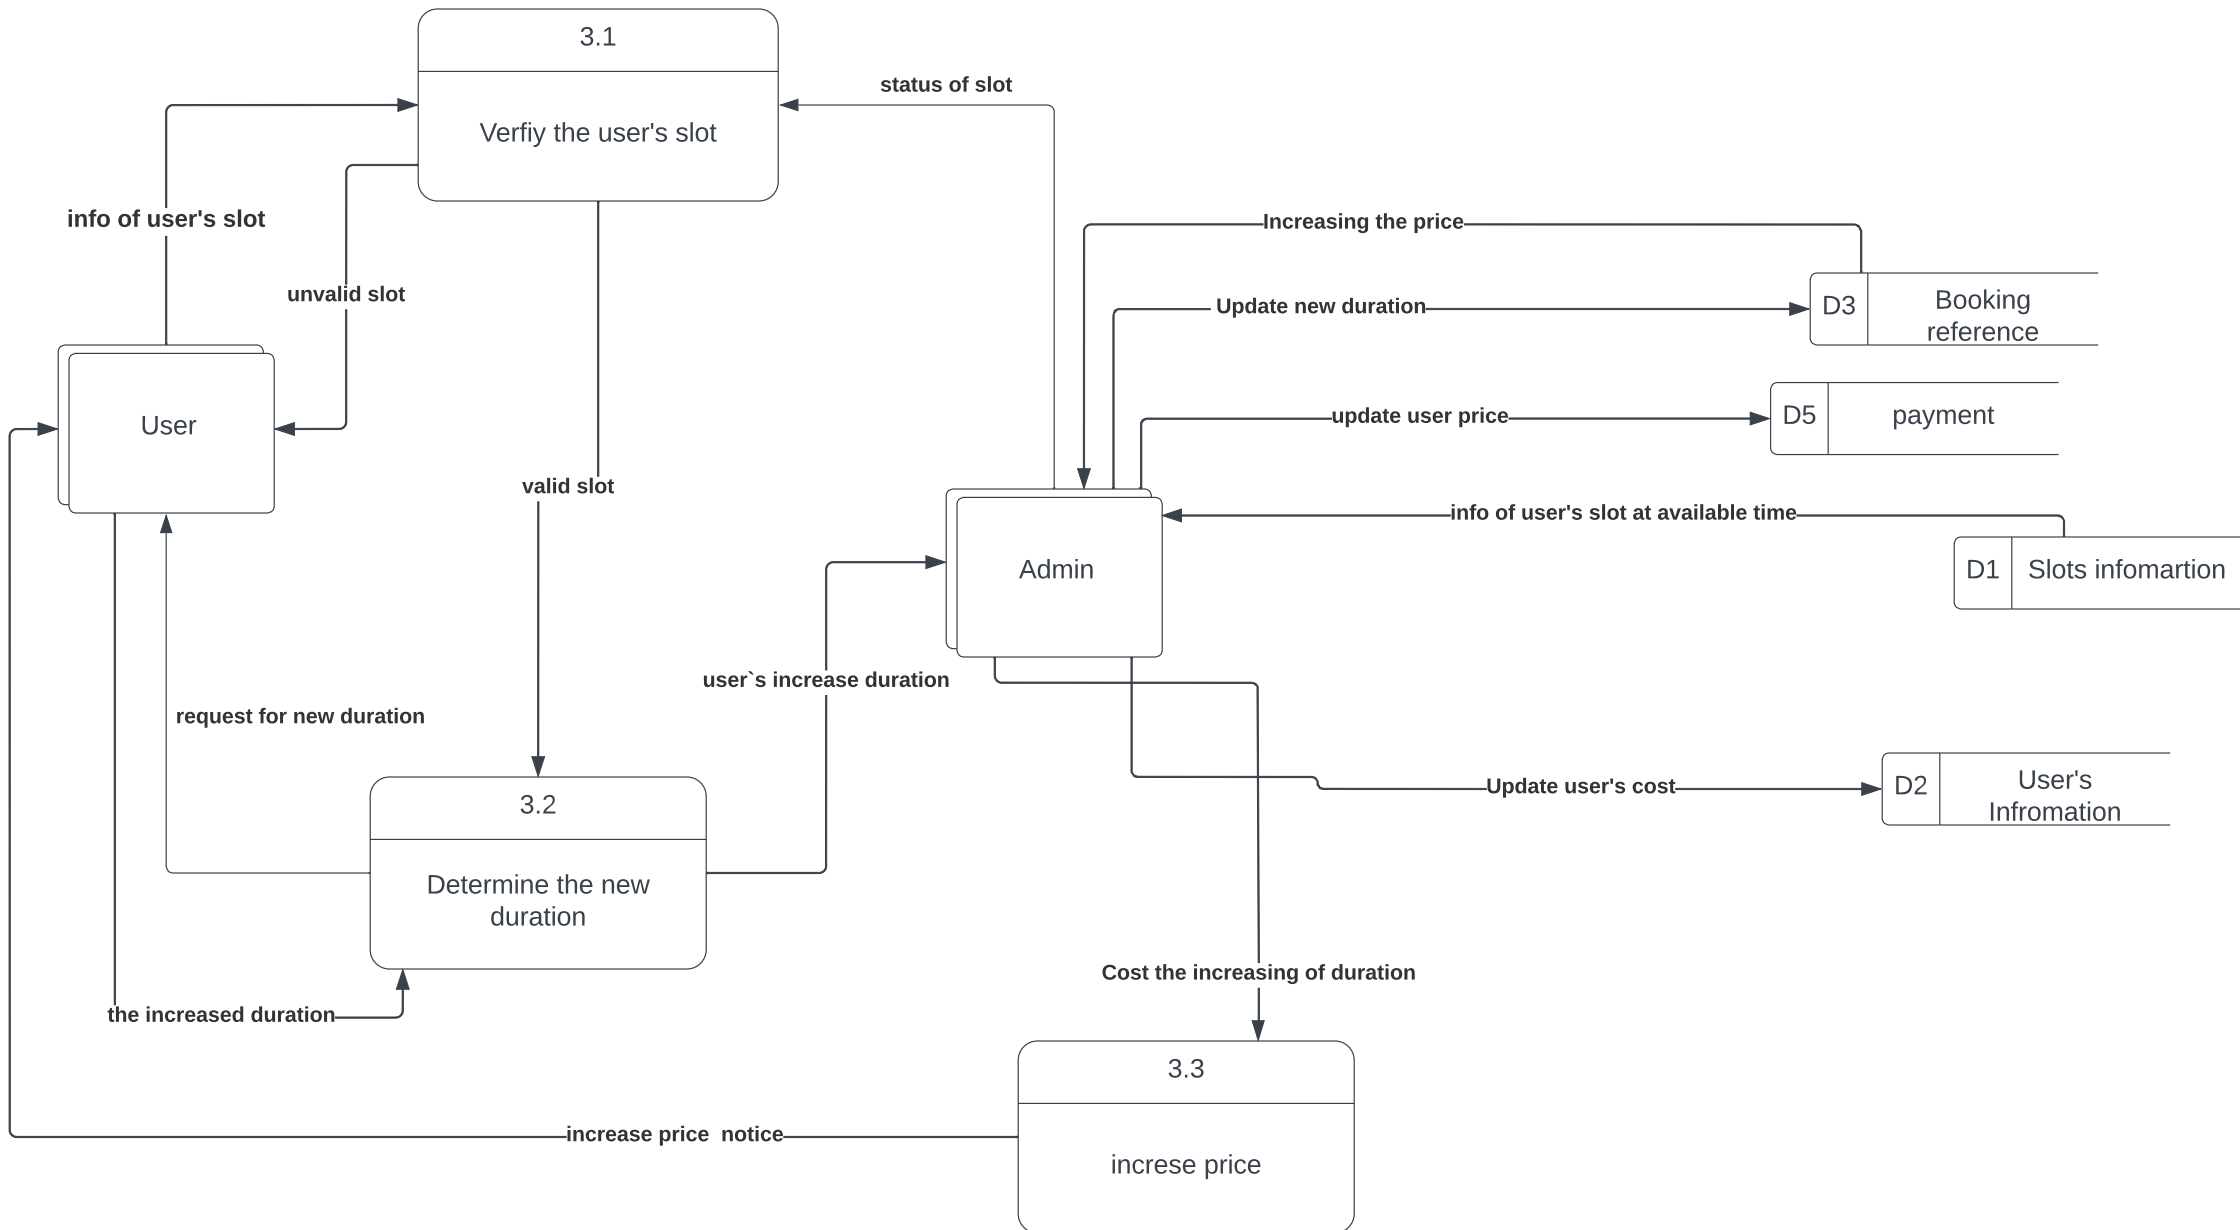 3.1
Verfiy the user's slot
status of slot
info of user's slot
Increasing the price
unvalid slot
Update new duration
D3
Booking
reference
User
update user price
D5
payment
valid slot
info of user's slot at available time
Admin
D1
Slots infomartion
user`s increase duration
request for new duration
Update user's cost
D2
User's
Infromation
3.2
Determine the new
duration
Cost the increasing of duration
the increased duration
3.3
increase price  notice
increse price